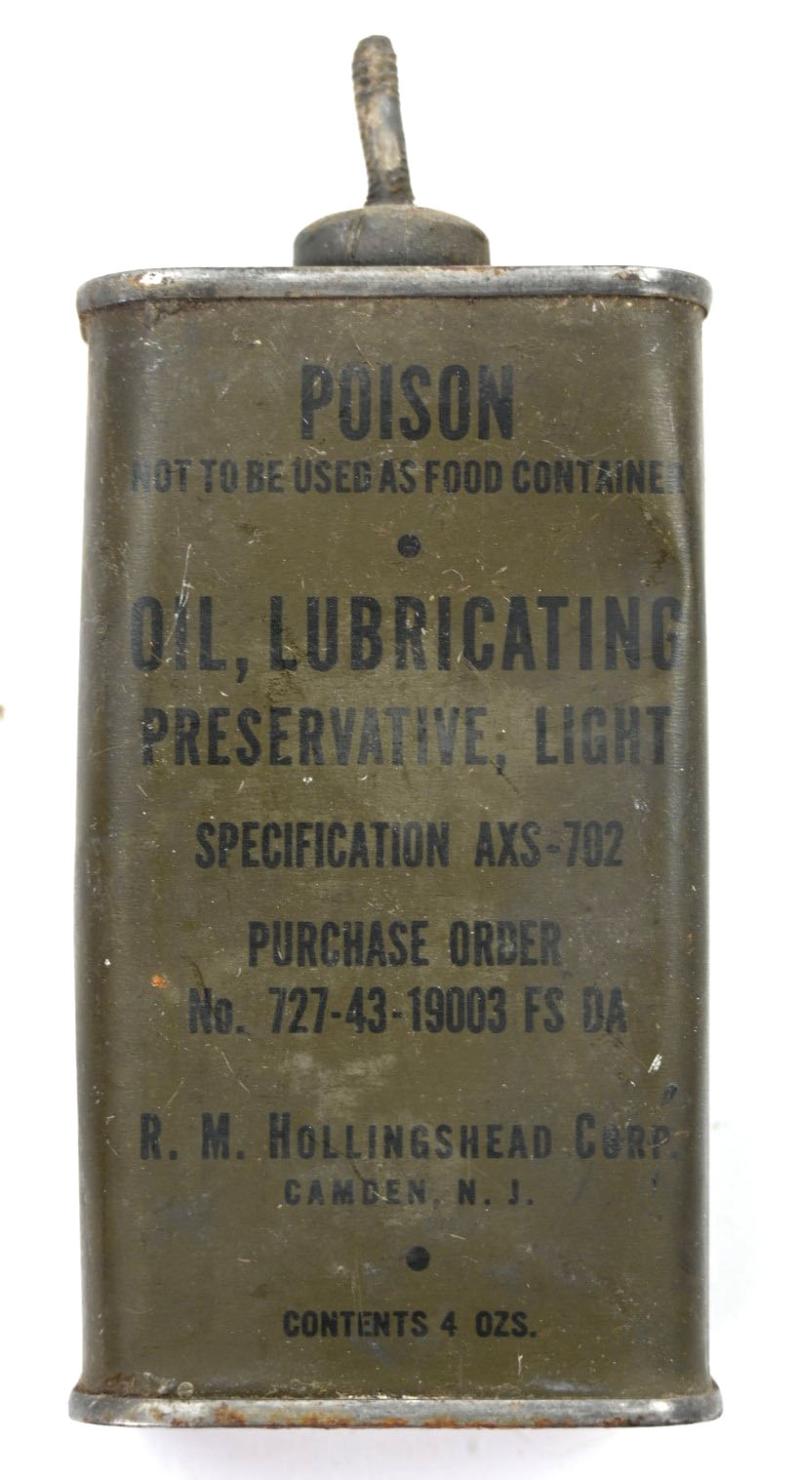 POISON
NOT TO BE USED AS FOOD CONTAINER
OIL, LUBRICATING
PRESERVATIVE, LIGHT
SPECIFICATION AXS-702
PURCHASE ORDER
No. 727-43-19003 FS DA
R. M. HOLLINGSHEAD CORP.
CAMDEN, N. J.
CONTENTS 4 OZS.